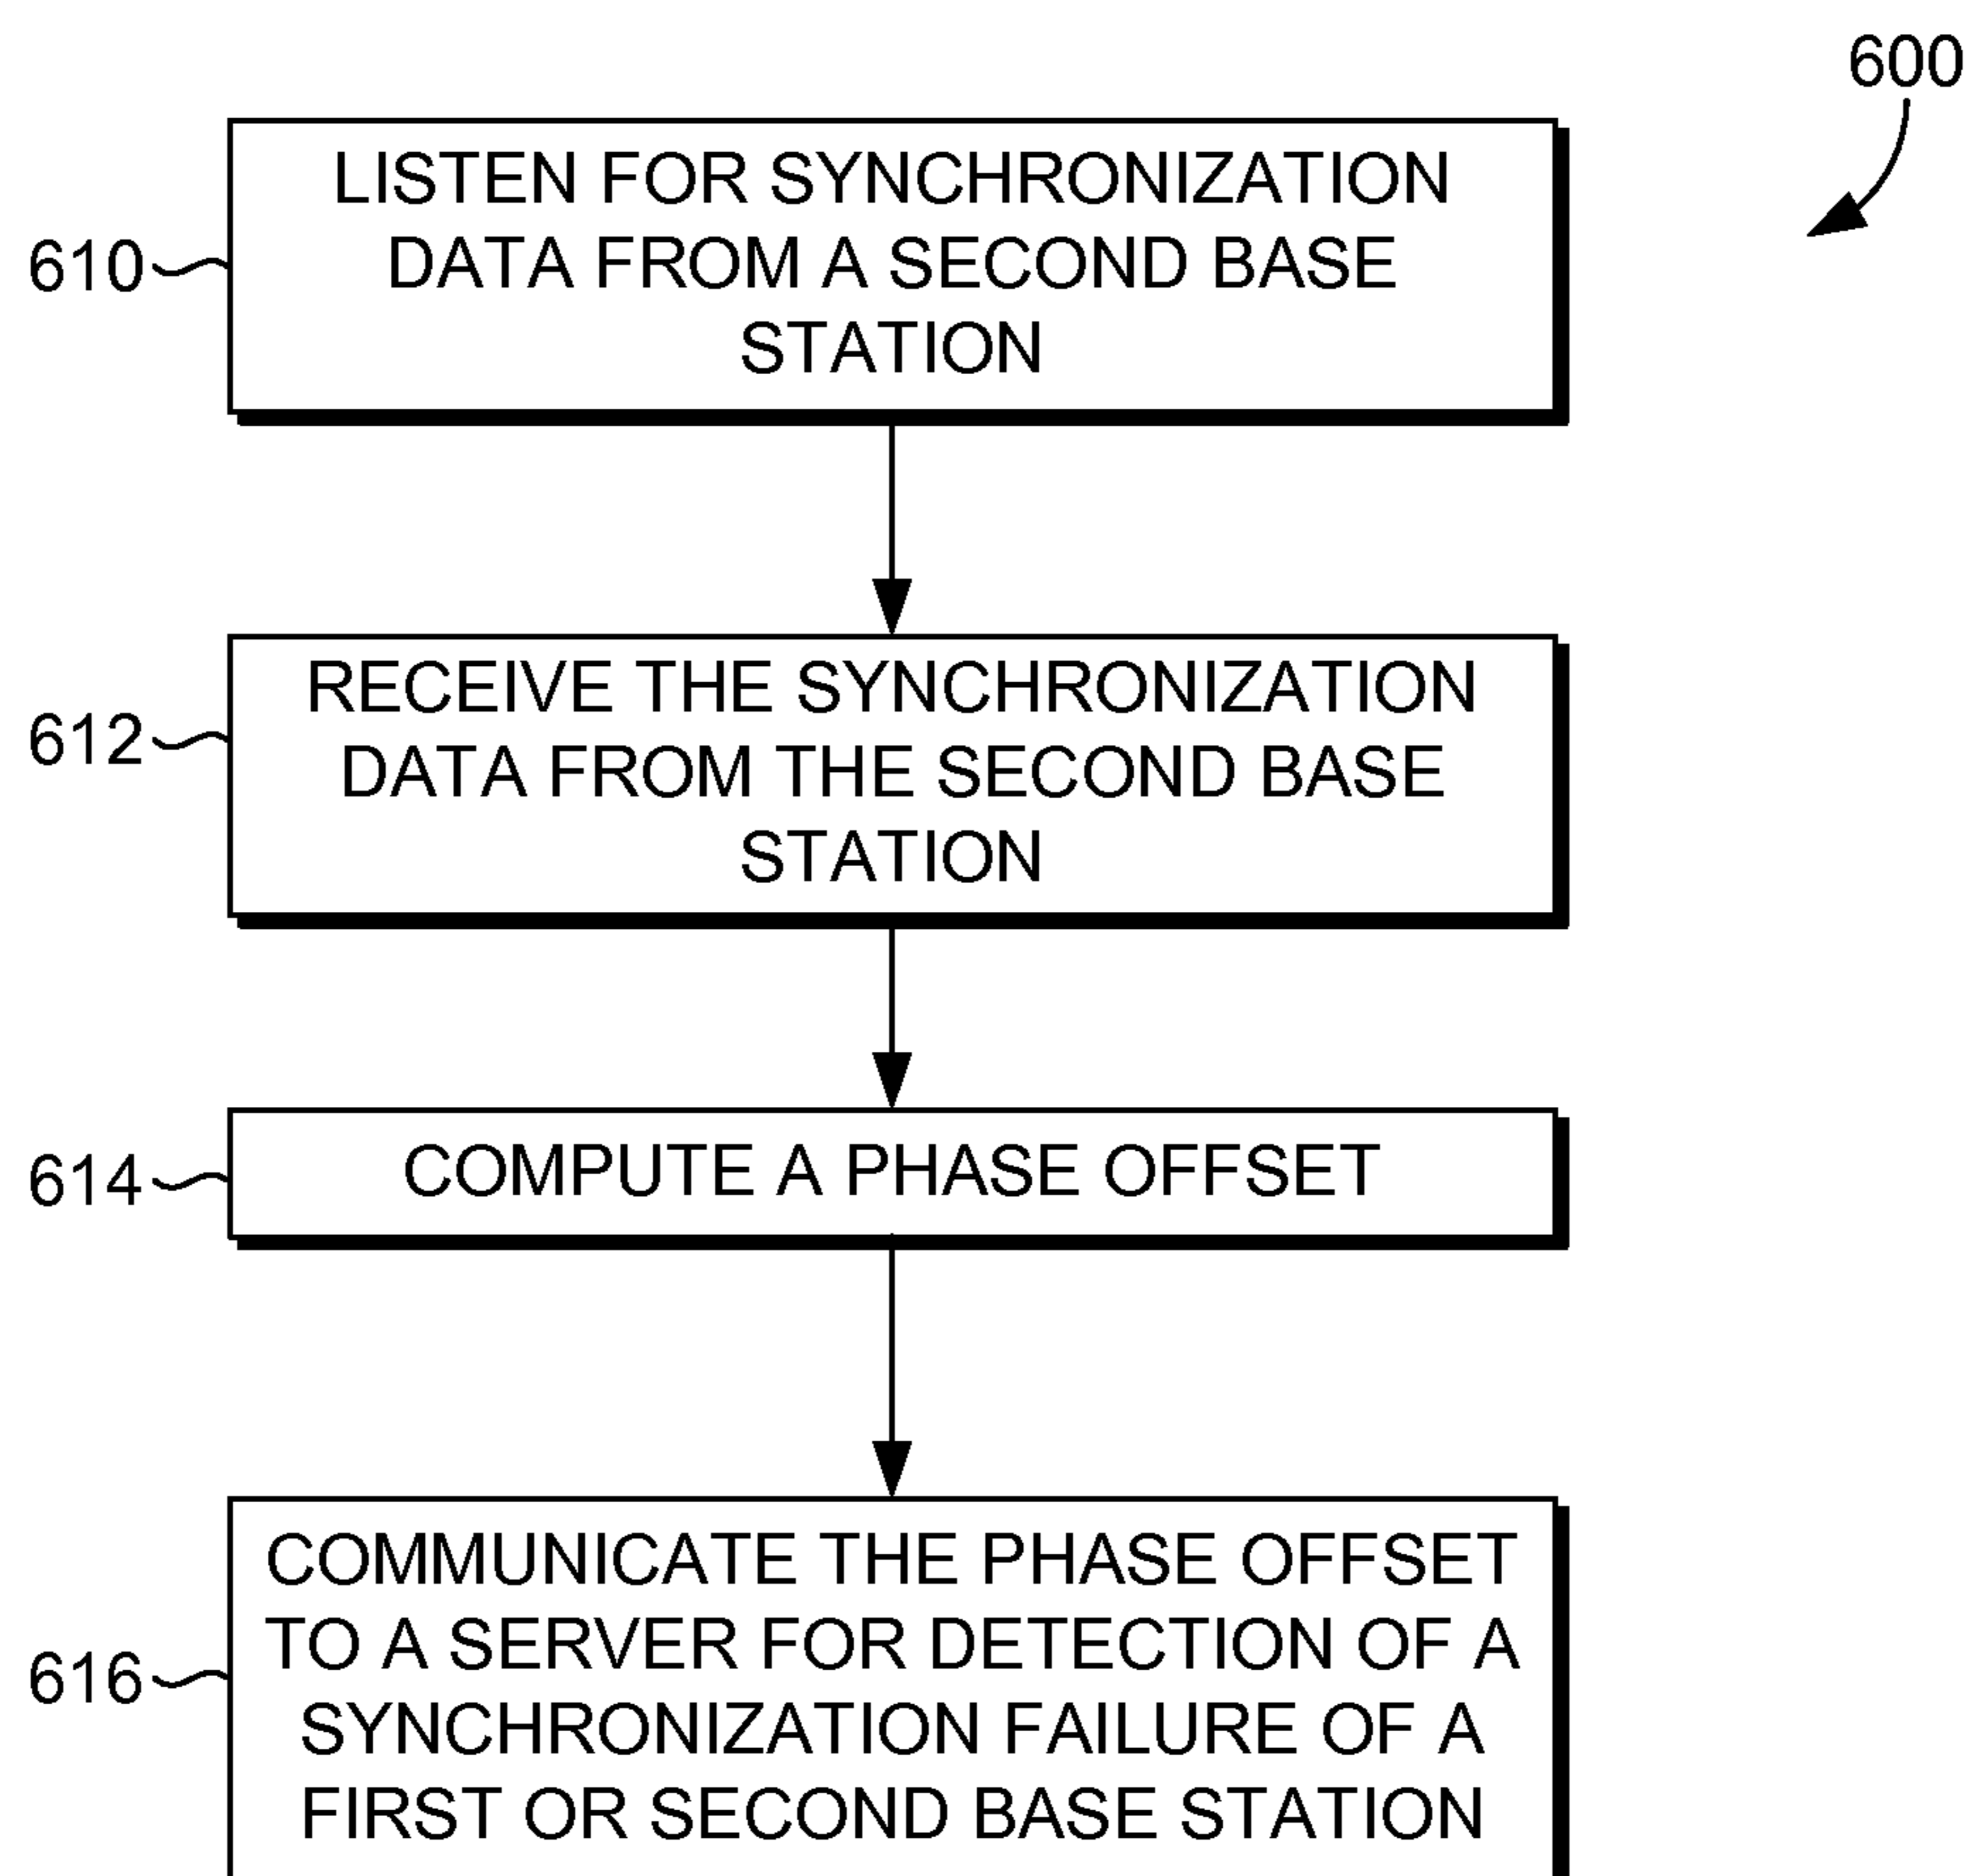 600
LISTEN FOR SYNCHRONIZATION
DATA FROM A SECOND BASE
STATION
610
RECEIVE THE SYNCHRONIZATION
DATA FROM THE SECOND BASE
STATION
612
COMPUTE A PHASE OFFSET
614
COMMUNICATE THE PHASE OFFSET
TO A SERVER FOR DETECTION OF A
SYNCHRONIZATION FAILURE OF A
FIRST OR SECOND BASE STATION
616